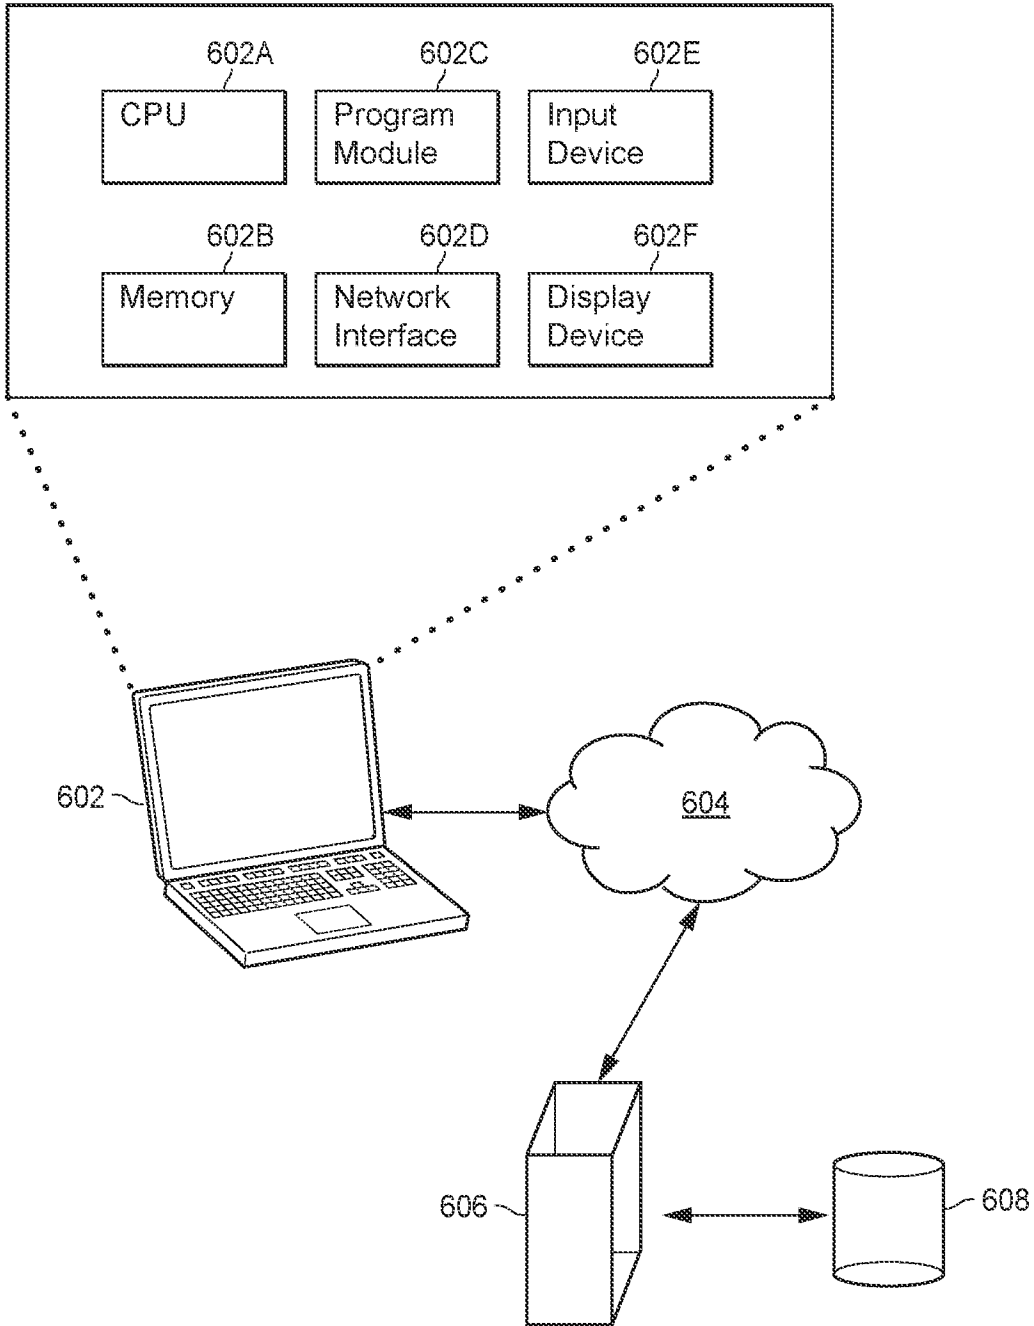 602A
602C
602E
CPU
Program
Module
Input
Device
602B
602D
602F
Memory
Network
Interface
Display
Device
602
604
606
608